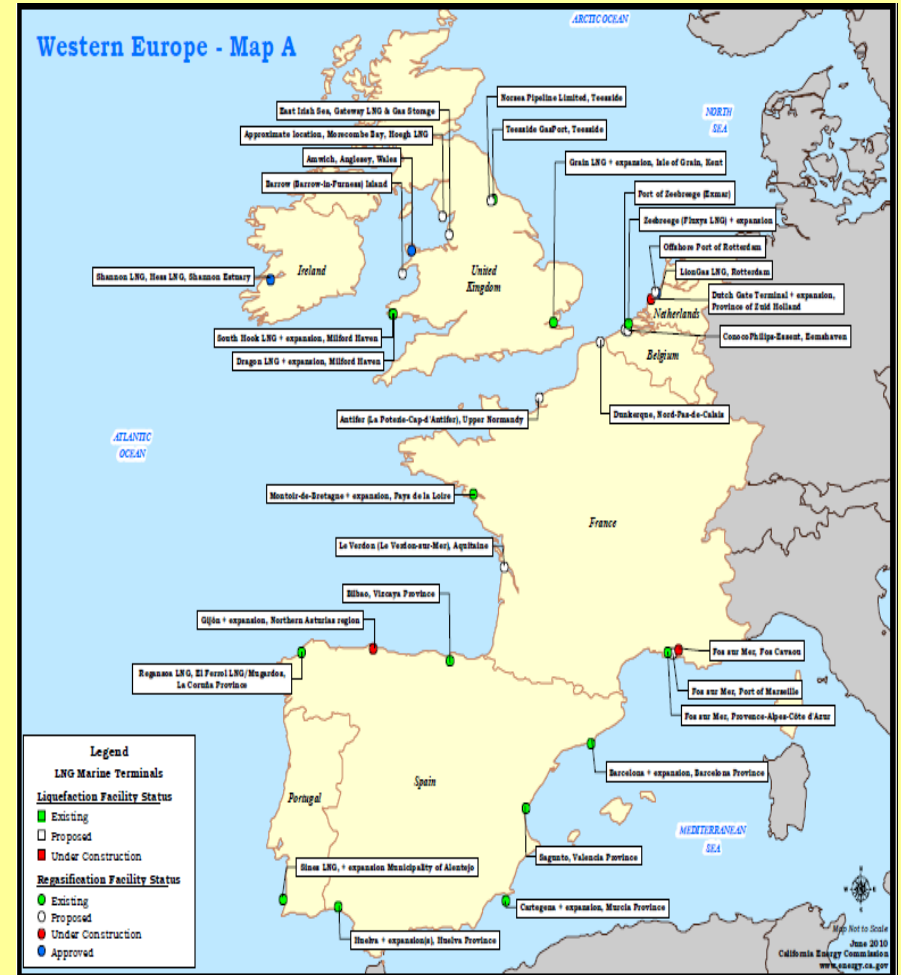 Western Europe - Map A
ARCTIC OCEAN
NORTH
SEA
East Irish Sea, Gateway LNG & Gas Storage
Approximate location, Morecombe Bay, Hoegh LNG
Amwich, Anglesey, Wales
Barrow (Barrow-in-Furness) Island
Norsea Pipeline Limited, Teesside
Teesside GasPort, Teesside
Grain LNG + expansion, Isle of Grain, Kent
Port of Zeebreege (Exmar)
Zeebreege (Fluxys LNG) + expansion
Offshore Port of Rotterdam
LionGas LNG, Rotterdam
Dutch Gate Terminal + expansion,
Province of Zuid Holland
ConocoPhilips-Essent, Eemshaven
Shannon LNG, Hess LNG, Shannon Estuary
Ireland
United
Kingdom
Netherlands
Belgium
South Hook LNG + expansion, Milford Haven
Dragon LNG + expansion, Milford Haven
Antifer (La Poterie-Cap-d'Antifer), Upper Normandy
Dunkerque, Nord-Pas-de-Calais
ATLANTIC
OCEAN
Montoir-de-Bretagne + expansion, Pays de la Loire
France
Le Verdon (Le Verdon-sur-Mer), Aquitaine
Bilbao, Vizcaya Province
Gijón + expansion, Northern Asturias region
Reganosa LNG, El Ferrol LNG/Mugardos,
La Coruña Province
Fos sur Mer, Fos Cavaou
Fos sur Mer, Port of Marseille
Fos sur Mer, Provence-Alpes-Côte d'Azur
Barcelona + expansion, Barcelona Province
Spain
Portugal
MEDITERRANEAN
SEA
Sagunto, Valencia Province
Sines LNG, + expansion Municipality of Alentejo
Cartegena + expansion, Murcia Province
Huelva + expansion(s), Huelva Province
Legend
LNG Marine Terminals
Liquefaction Facility Status
Existing
Proposed
Under Construction
Regasification Facility Status
Existing
Proposed
Under Construction
Approved
Map Not to Scale
June 2010
California Energy Commission
www.energy.ca.gov